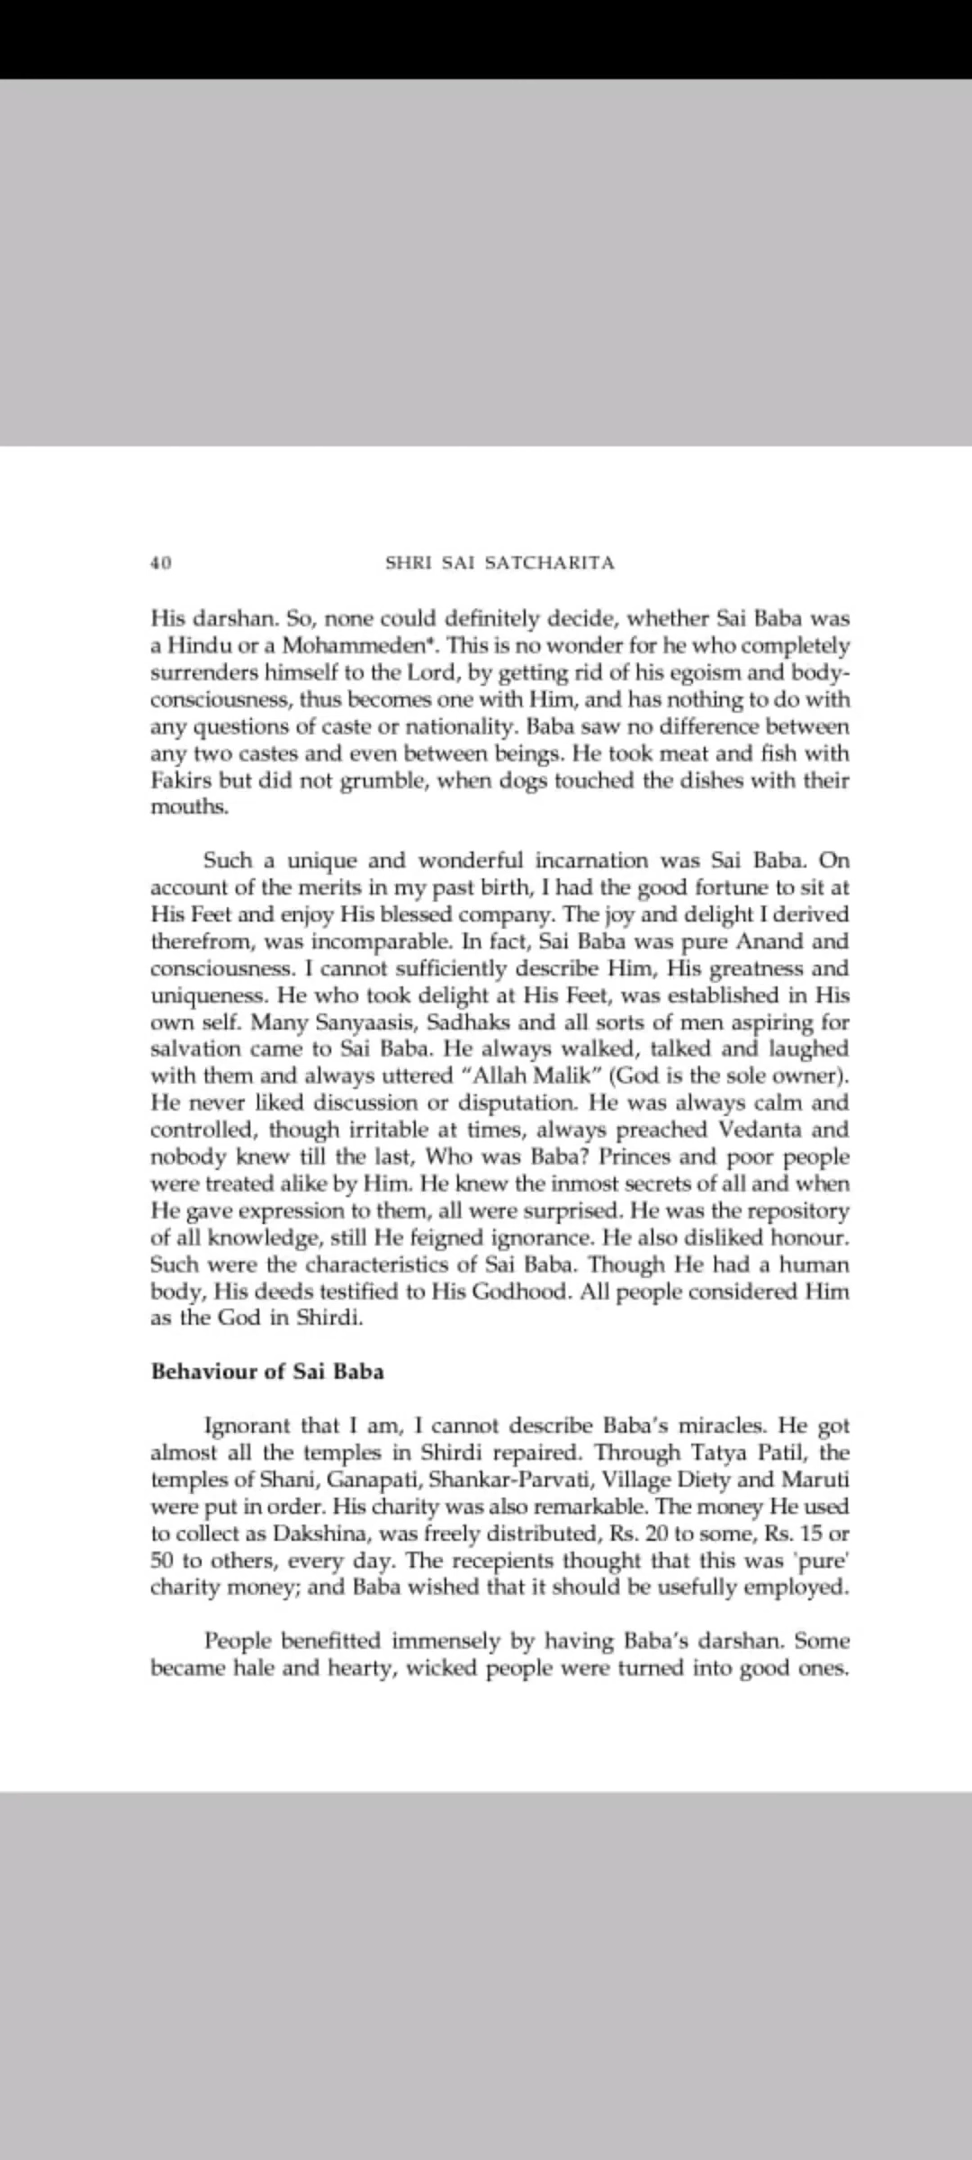 40 SHRI SAI SATCHARITA
His darshan. So, none could definitely decide, whether Sai Baba was
a Hindu or a Mohammeden*. This is no wonder for he who completely
surrenders himself to the Lord, by getting rid of his egoism and body-
consciousness, thus becomes one with Him, and has nothing to do with
any questions of caste or nationality. Baba saw no difference between
any two castes and even between beings. He took meat and fish with
Fakirs but did not grumble, when dogs touched the dishes with their
mouths.
Such a unique and wonderful incarnation was Sai Baba. On
account of the merits in my past birth, I had the good fortune to sit at
His Feet and enjoy His blessed company. The joy and delight I derived
therefrom, was incomparable. In fact, Sai Baba was pure Anand and
consciousness. I cannot sufficiently describe Him, His greatness and
uniqueness. He who took delight at His Feet, was established in His
own self. Many Sanyaasis, Sadhaks and all sorts of men aspiring for
salvation came to Sai Baba. He always walked, talked and laughed
with them and always uttered “Allah Malik” (God is the sole owner).
He never liked discussion or disputation. He was always calm and
controlled, though irritable at times, always preached Vedanta and
nobody knew till the last, Who was Baba? Princes and poor people
were treated alike by Him. He knew the inmost secrets of all and when
He gave expression to them, all were surprised. He was the repository
of all knowledge, still He feigned ignorance. He also disliked honour.
Such were the characteristics of Sai Baba. Though He had a human
body, His deeds testified to His Godhood. All people considered Him
as the God in Shirdi.
Behaviour of Sai Baba
Ignorant that I am, I cannot describe Baba's miracles. He got
almost all the temples in Shirdi repaired. Through Tatya Patil, the
temples of Shani, Ganapati, Shankar-Parvati, Village Diety and Maruti
were put in order. His charity was also remarkable. The money He used
to collect as Dakshina, was freely distributed, Rs. 20 to some, Rs. 15 or
50 to others, every day. The recepients thought that this was 'pure'
charity money; and Baba wished that it should be usefully employed.
People benefitted immensely by having Baba's darshan. Some
became hale and hearty, wicked people were turned into good ones.